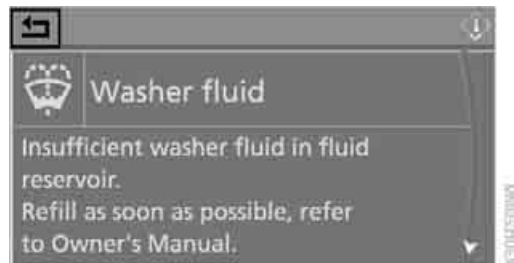 Washer fluid
Insufficient washer fluid in fluid
reservoir.
Refill as soon as possible, refer
to Owner's Manual.